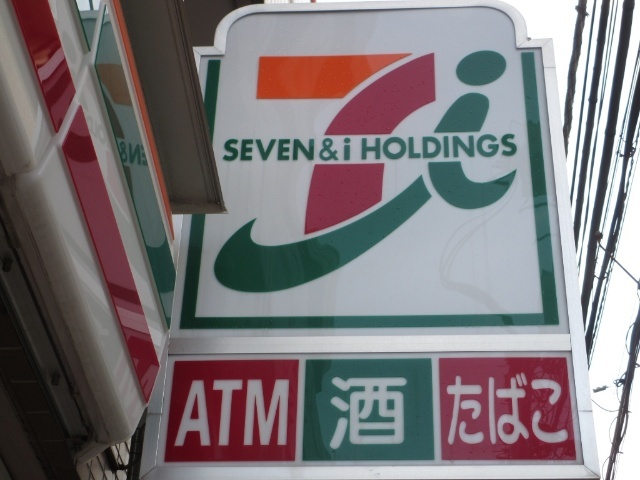 SEVEN&i HOLDINGS
ATM 酒 たばこ